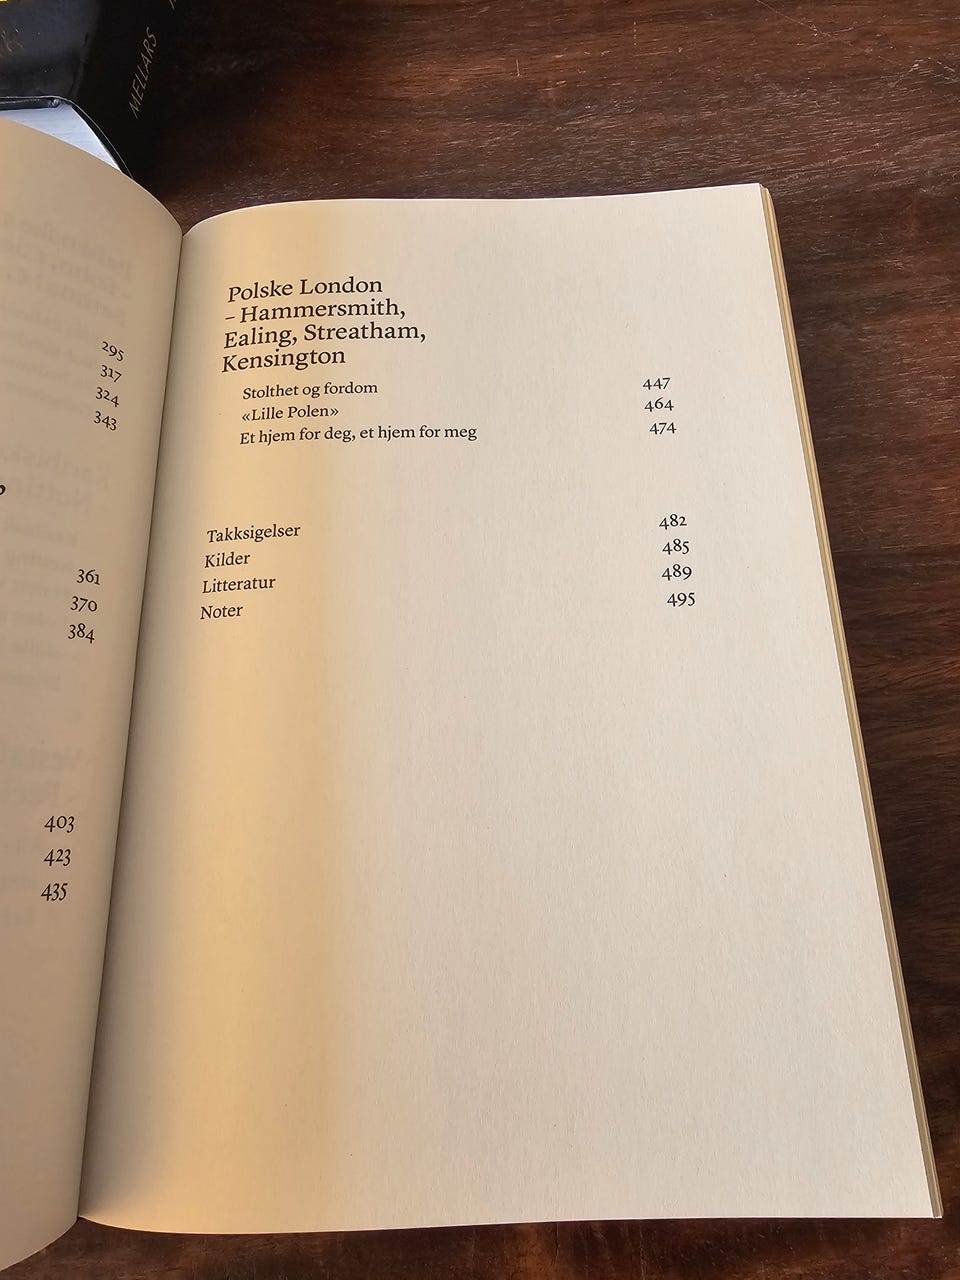 MELLARS
295
317
324
343
361
370
384
403
423
435
Polske London
– Hammersmith,
Ealing, Streatham,
Kensington
Stolthet og fordom 447
«Lille Polen» 464
Et hjem for deg, et hjem for meg 474
Takksigelser 482
Kilder 485
Litteratur 489
Noter 495